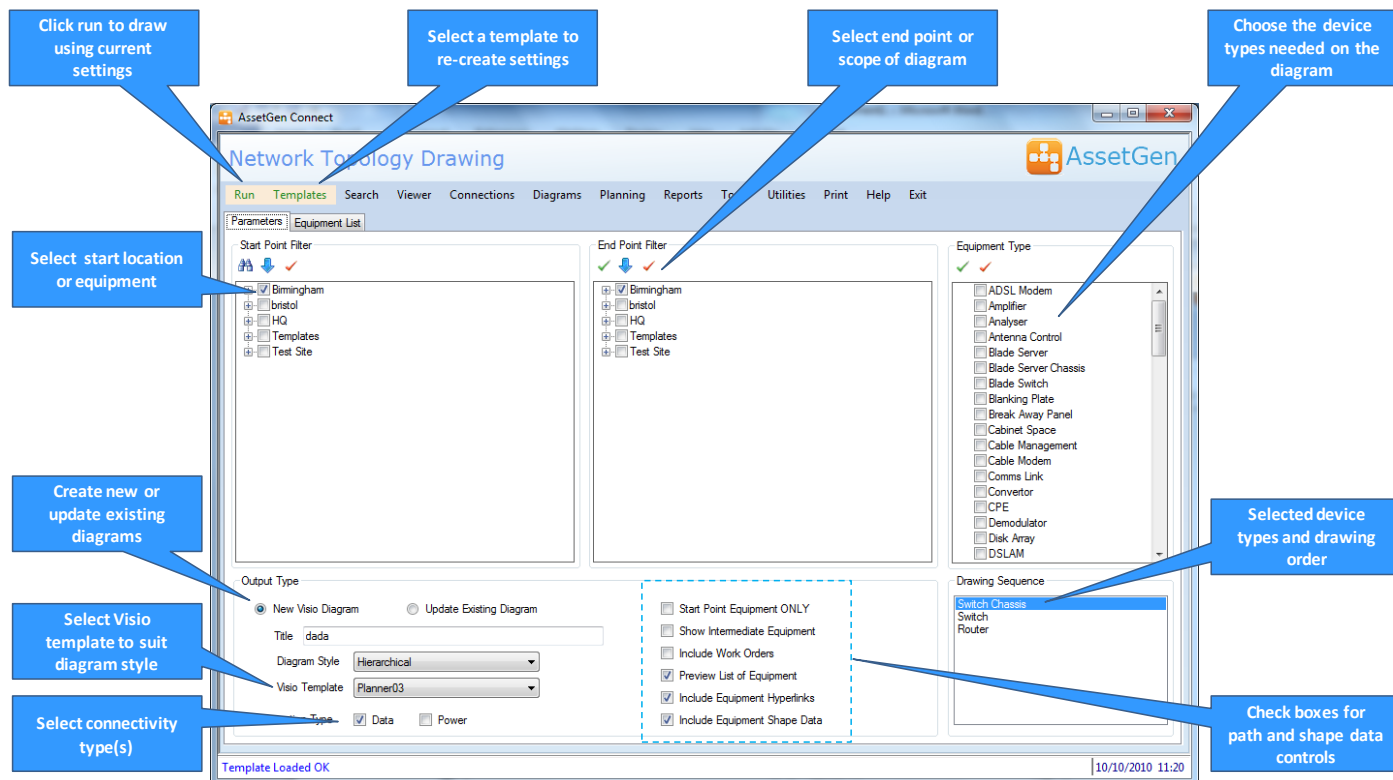 Click run to draw
using current
settings
Select a template to
re-create settings
Select end point or
scope of diagram
Choose the device
types needed on the
diagram
AssetGen Connect
Network Topology Drawing
AssetGen
Run Templates Search Viewer Connections Diagrams Planning Reports Utilities Print Help Exit
Parameters Equipment List
Select start location
or equipment
Start Point Filter
Birmingham
bristol
HQ
Templates
Test Site
End Point Filter
Birmingham
bristol
HQ
Templates
Test Site
Equipment Type
ADSL Modem
Amplifier
Analyser
Antenna Control
Blade Server
Blade Server Chassis
Blade Switch
Blanking Plate
Break Away Panel
Cabinet Space
Cable Management
Cable Modem
Comms Link
Convertor
CPE
Demodulator
Disk Array
DSLAM
Create new or
update existing
diagrams
Select Visio
template to suit
diagram style
Select connectivity
type(s)
Output Type
New Visio Diagram Update Existing Diagram
Title dada
Diagram Style Hierarchical
Visio Template Planner03
Type Data Power
Start Point Equipment ONLY
Show Intermediate Equipment
Include Work Orders
Preview List of Equipment
Include Equipment Hyperlinks
Include Equipment Shape Data
Drawing Sequence
Switch Chassis
Switch
Router
Selected device
types and drawing
order
Check boxes for
path and shape data
controls
Template Loaded OK
10/10/2010 11:20